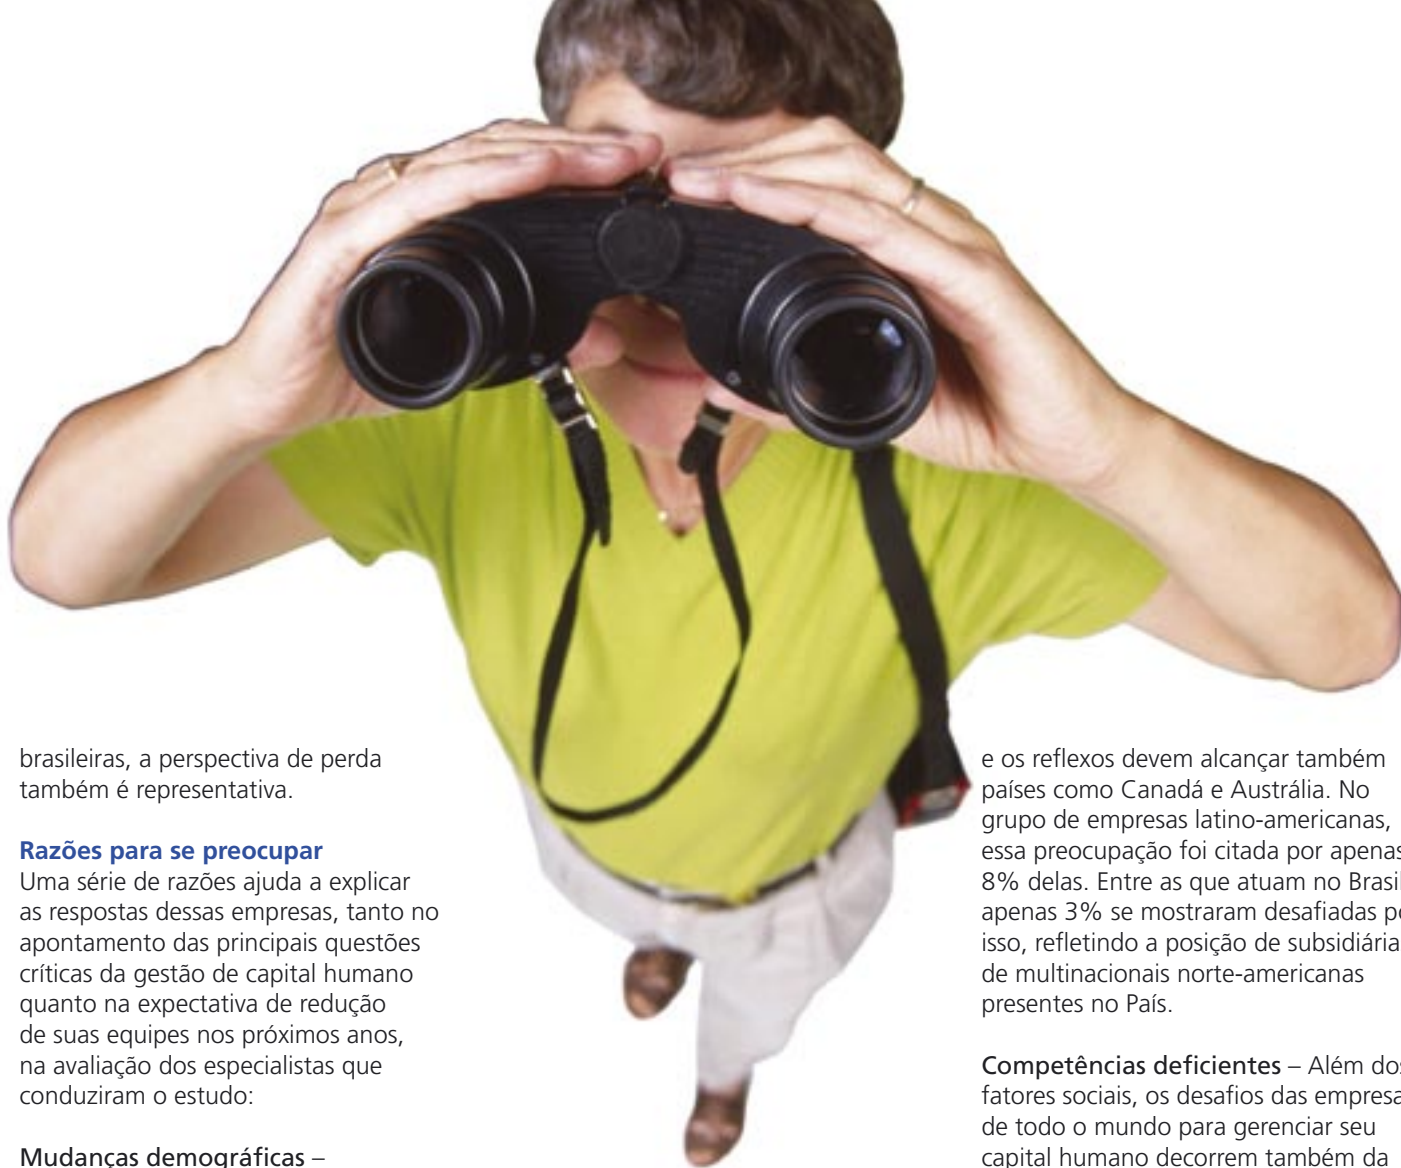 brasileiras, a perspectiva de perda
também é representativa.
Razões para se preocupar
Uma série de razões ajuda a explicar
as respostas dessas empresas, tanto no
apontamento das principais questões
críticas da gestão de capital humano
quanto na expectativa de redução
de suas equipes nos próximos anos,
na avaliação dos especialistas que
conduziram o estudo:
Mudanças demográficas –
e os reflexos devem alcançar também
países como Canadá e Austrália. No
grupo de empresas latino-americanas,
essa preocupação foi citada por apenas
8% delas. Entre as que atuam no Brasil
apenas 3% se mostraram desafiadas
isso, refletindo a posição de
de multinacionais norte-americanas
presentes no País.
Competências deficientes – Além dos
fatores sociais, os desafios das
de todo o mundo para gerenciar seu
capital humano decorrem também da